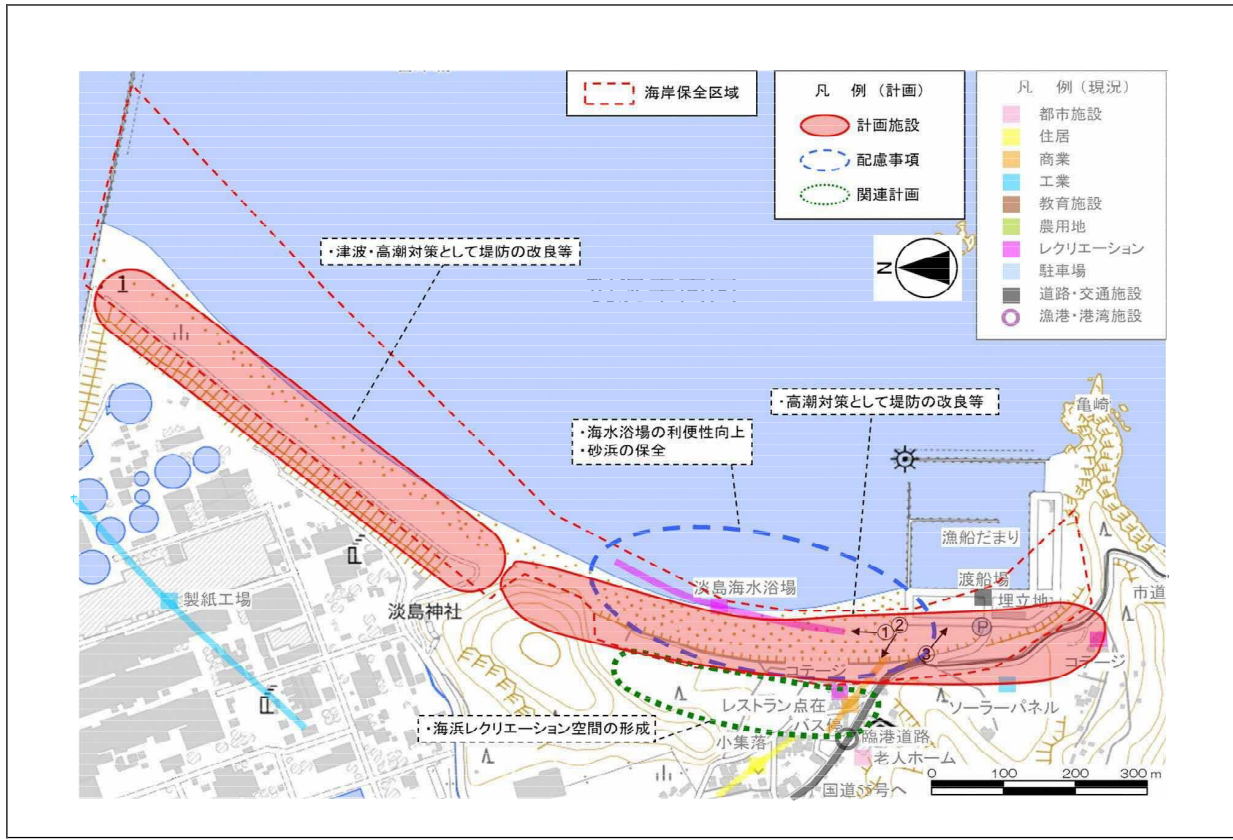 海岸保全区域
凡 例（計画）
計画施設
配慮事項
関連計画
凡 例（現況）
都市施設
住居
商業
工業
教育施設
農用地
レクリエーション
駐車場
道路・交通施設
漁港・港湾施設
N
・津波・高潮対策として堤防の改良等
1
・高潮対策として堤防の改良等
・海水浴場の利便性向上
・砂浜の保全
亀崎
漁船だまり
渡船場
埋立地
市道
P
淡島海水浴場
①
②
③
製紙工場
淡島神社
コテージ
コテージ
レストラン点在
バス停
ソーラーパネル
・海浜レクリエーション空間の形成
小集落
臨港道路
老人ホーム
国道55号へ
0 100 200 300 m